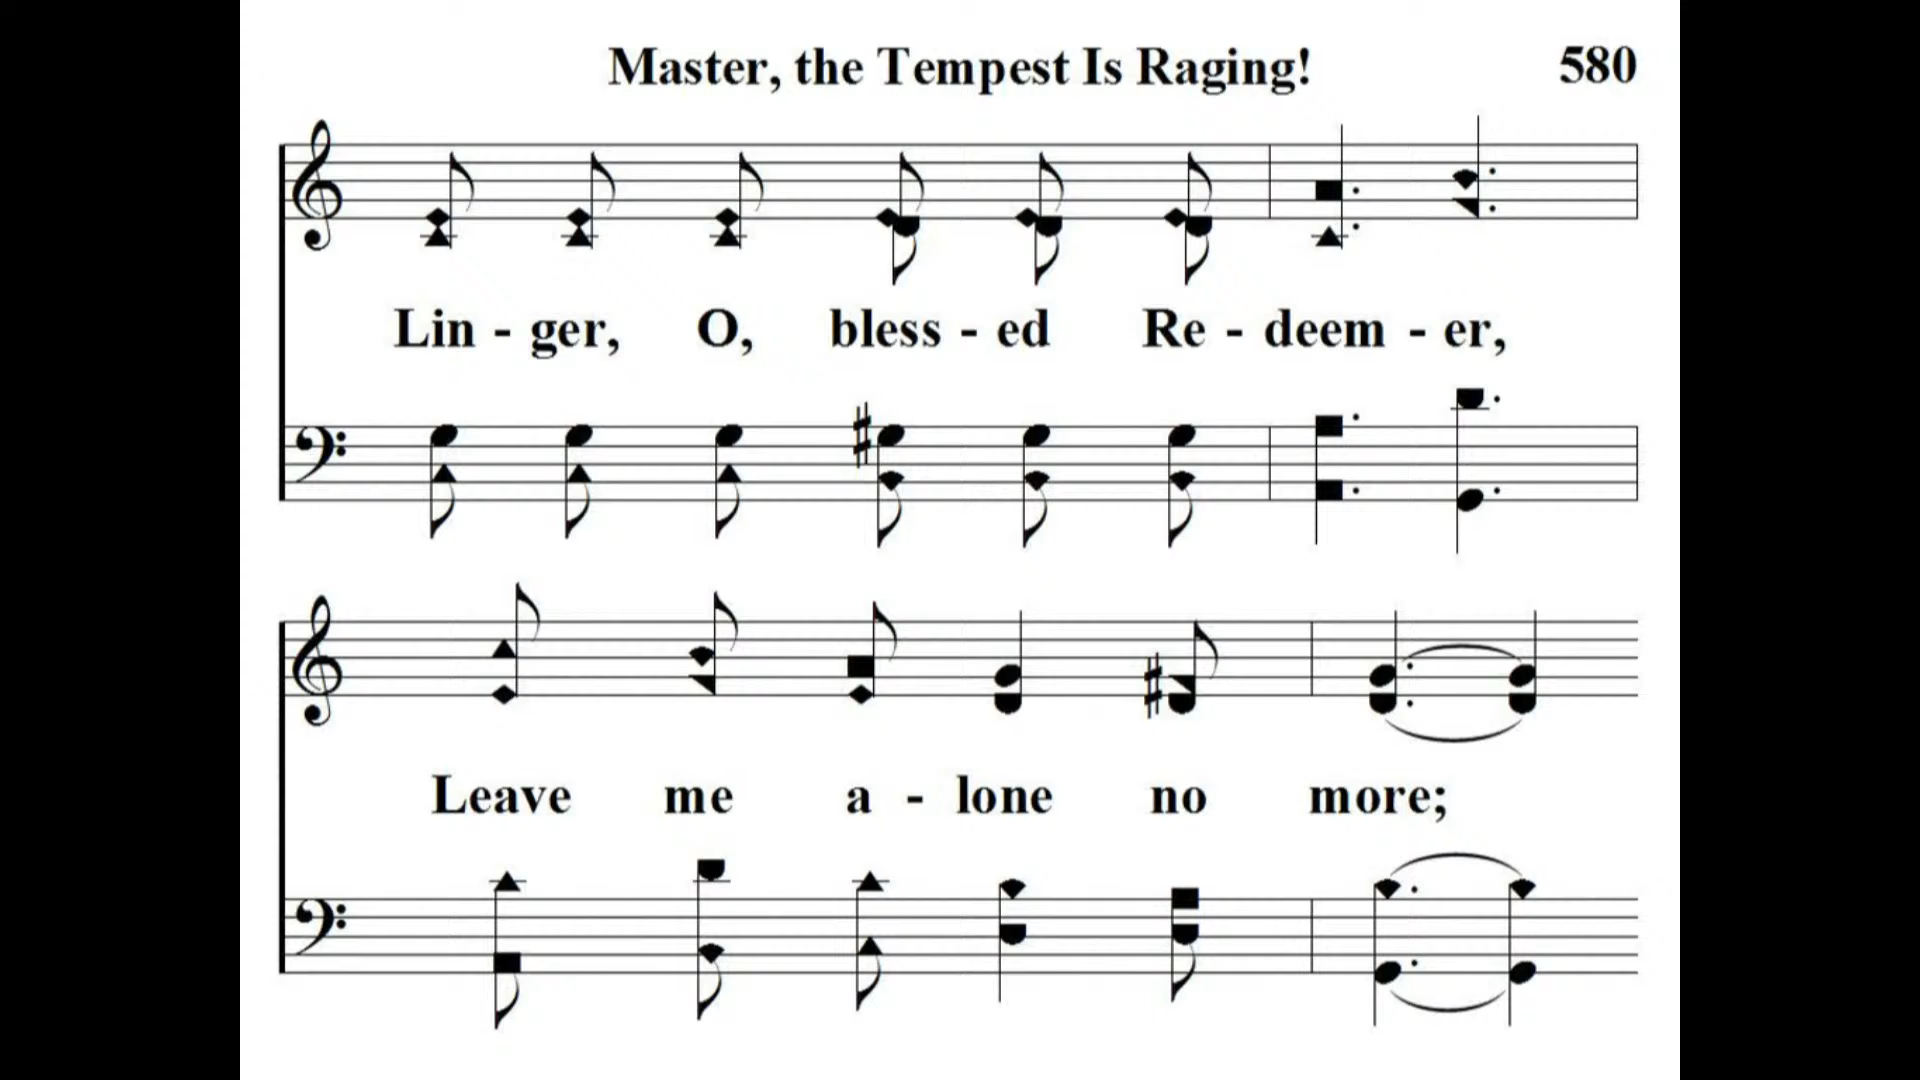 Master, the Tempest Is Raging! 580
Lin - ger, O, bless - ed Re - deem - er,
Leave me a - lone no more;